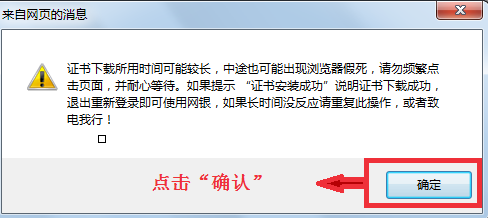 来自网页的消息
证书下载所用时间可能较长，中途也可能出现浏览器假死，请勿频繁点
击页面，并耐心等待。如果提示 “证书安装成功”说明证书下载成功，
退出重新登录即可使用网银，如果长时间没反应请重复此操作，或者致
电我行！
点击“确认”
确定